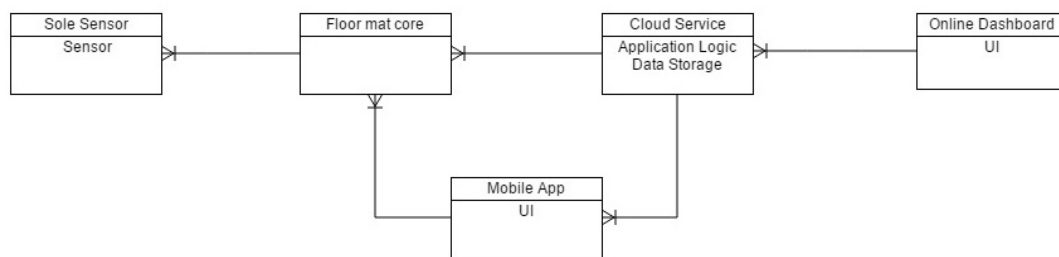 Sole Sensor
Sensor
Floor mat core
Cloud Service
Application Logic
Data Storage
Online Dashboard
UI
Mobile App
UI